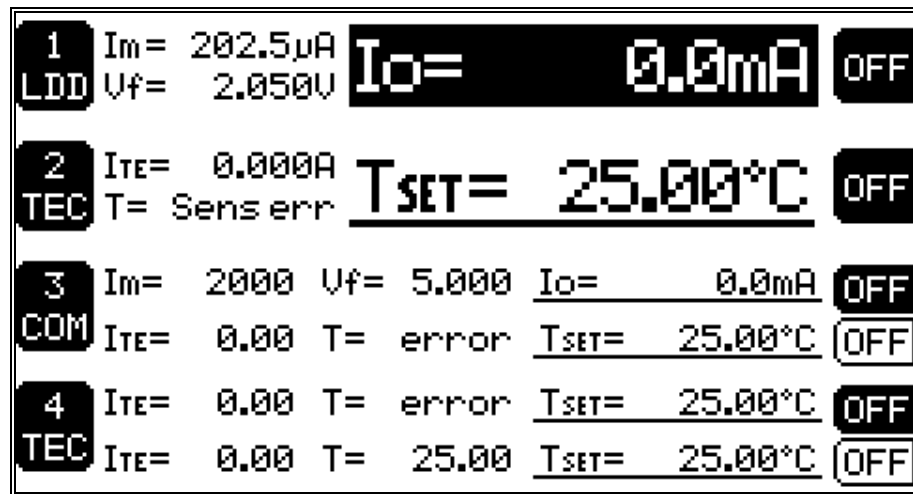 1 Im= 202.5µA Io= 0.0mA OFF
LDD Vf= 2.050V
2 ITE= 0.000A TSET= 25.00°C OFF
TEC T= Sens err
3 Im= 2000 Vf= 5.000 Io= 0.0mA OFF
COM ITE= 0.00 T= error TSET= 25.00°C OFF
4 ITE= 0.00 T= error TSET= 25.00°C OFF
TEC ITE= 0.00 T= 25.00 TSET= 25.00°C OFF